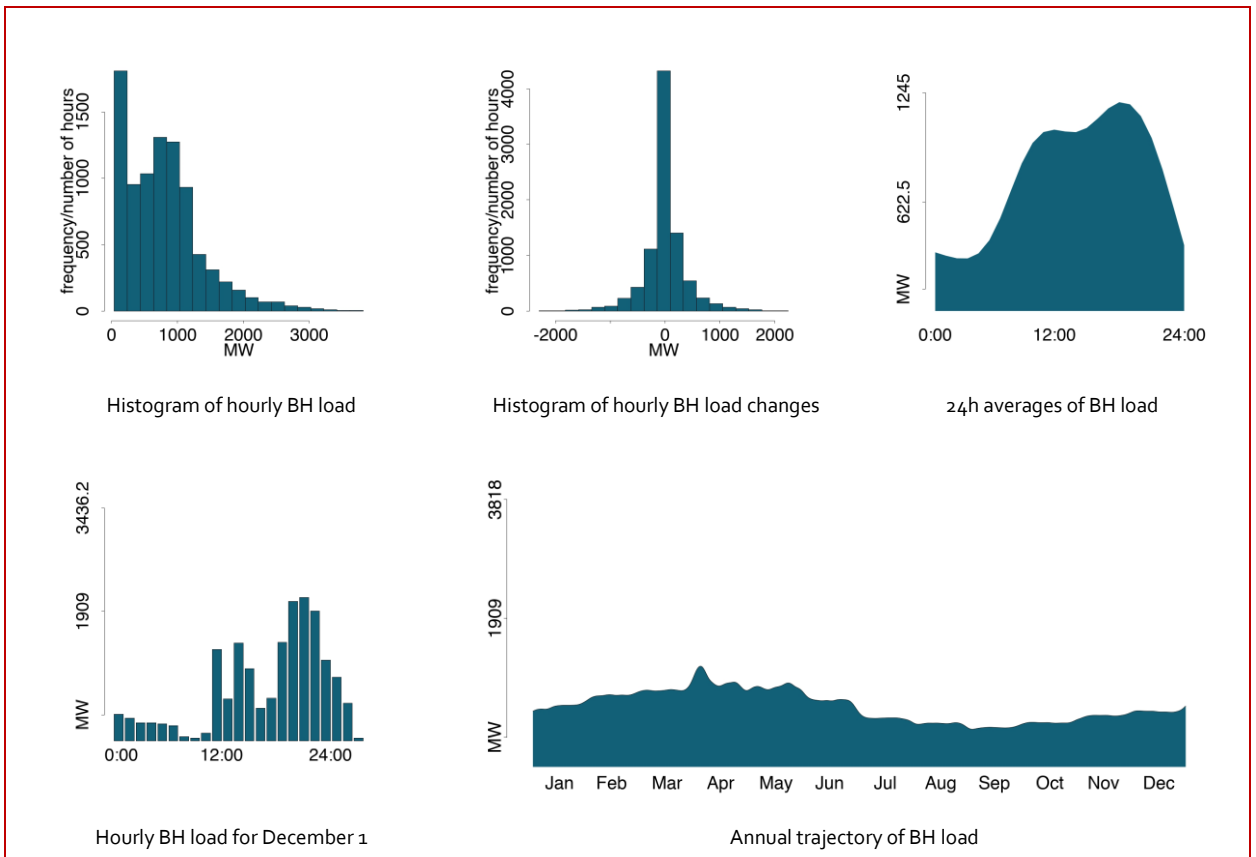 frequency/number of hours
0
500
1000
1500
0
1000
2000
3000
MW
Histogram of hourly BH load
frequency/number of hours
0
1000
2000
3000
4000
-2000
0
1000
2000
MW
Histogram of hourly BH load changes
1245
622.5
MW
0:00
12:00
24:00
24h averages of BH load
3436.2
1909
MW
0:00
12:00
24:00
Hourly BH load for December 1
3818
1909
MW
Jan Feb Mar Apr May Jun Jul Aug Sep Oct Nov Dec
Annual trajectory of BH load